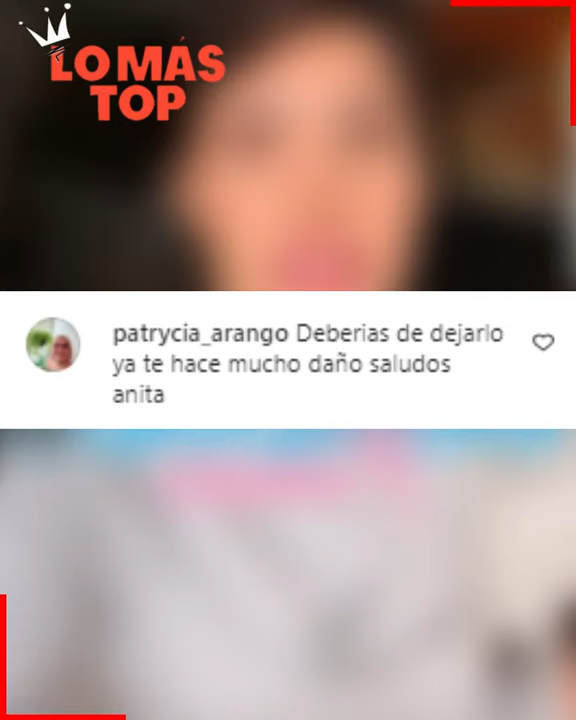 LO MÁS
TOP
patrycia_arango Deberias de dejarlo
ya te hace mucho daño saludos
anita